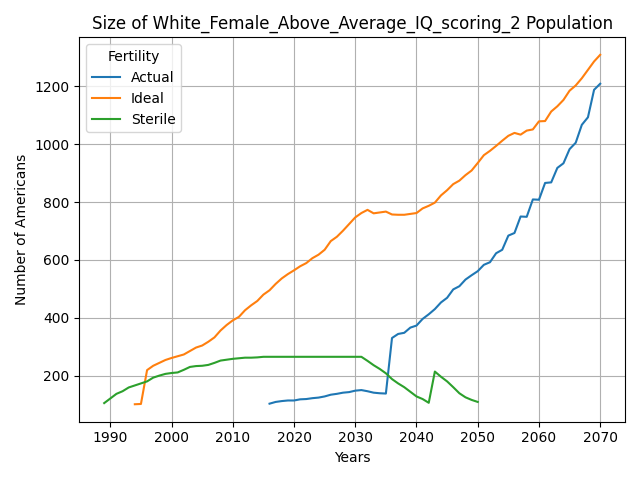 Size of White_Female_Above_Average_IQ_scoring_2 Population
Fertility
Actual
Ideal
Sterile
Number of Americans
1200
1000
800
600
400
200
1990 2000 2010 2020 2030 2040 2050 2060 2070
Years